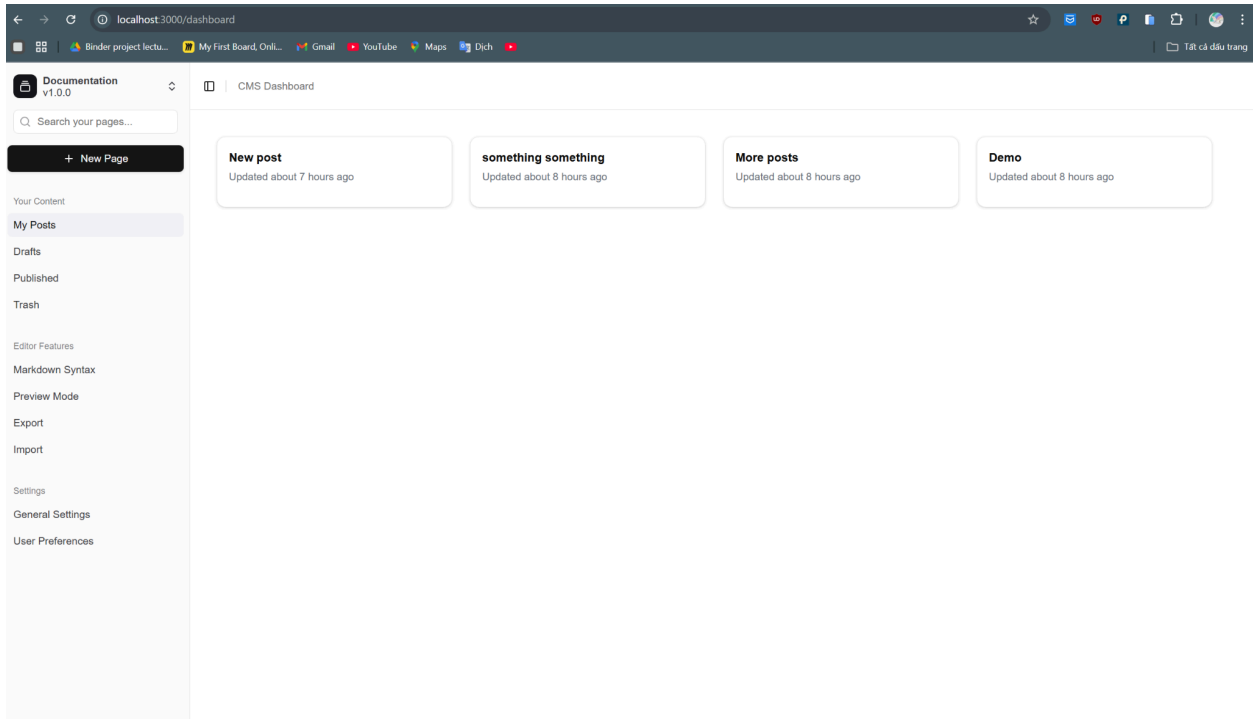 localhost:3000/dashboard
Binder project lectu...
My First Board, Onli...
Gmail
YouTube
Maps
Dịch
Tất cả dấu trang
Documentation
v1.0.0
CMS Dashboard
Search your pages...
+ New Page
New post
Updated about 7 hours ago
something something
Updated about 8 hours ago
More posts
Updated about 8 hours ago
Demo
Updated about 8 hours ago
Your Content
My Posts
Drafts
Published
Trash
Editor Features
Markdown Syntax
Preview Mode
Export
Import
Settings
General Settings
User Preferences